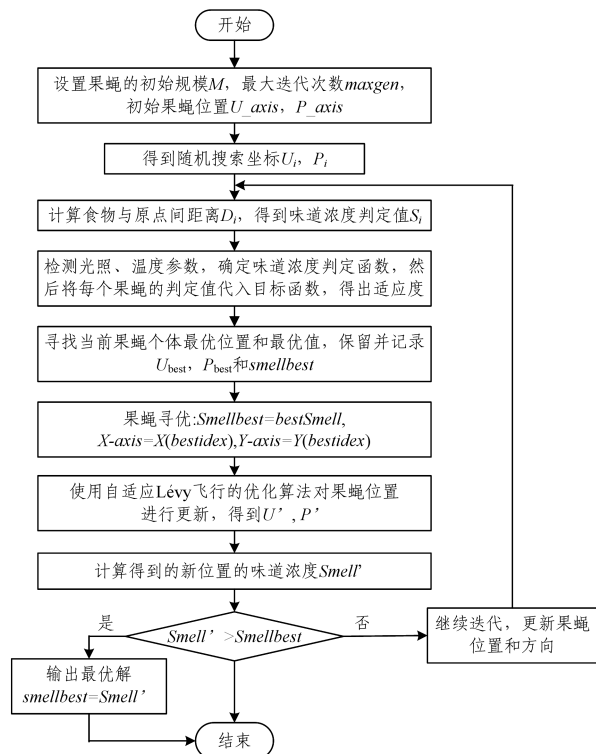 开始
设置果蝇的初始规模M，最大迭代次数maxgen，
初始果蝇位置U_axis，P_axis
得到随机搜索坐标Ui，Pi
计算食物与原点间距离Di，得到味道浓度判定值Si
检测光照、温度参数，确定味道浓度判定函数，然
后将每个果蝇的判定值代入目标函数，得出适应度
寻找当前果蝇个体最优位置和最优值，保留并记录
Ubest，Pbest和smellbest
果蝇寻优:Smellbest=bestSmell,
X-axis=X(bestidex),Y-axis=Y(bestidex)
使用自适应Lévy飞行的优化算法对果蝇位置
进行更新，得到U’,P’
计算得到的新位置的味道浓度Smell’
是
Smell’>Smellbest
否
继续迭代，更新果蝇
位置和方向
输出最优解
smellbest=Smell’
结束